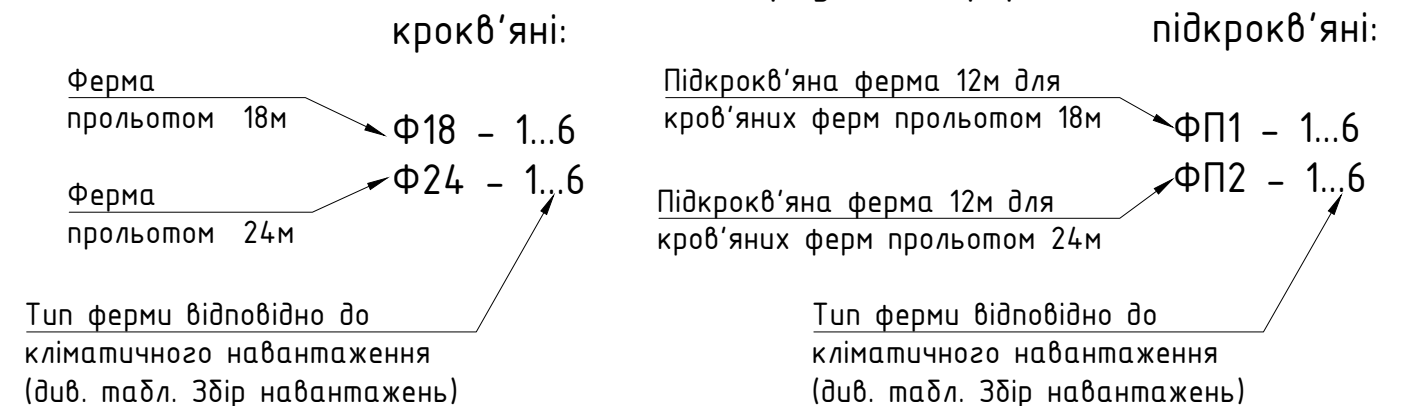 крокв'яні:
Ферма
прольотом 18м
Ф18 - 1...6
Ф24 - 1...6
Ферма
прольотом 24м
Тип ферми відповідно до
кліматичного навантаження
(див. табл. Збір навантажень)
підкрокв'яні:
Підкрокв'яна ферма 12м для
кров'яних ферм прольотом 18м
ФП1 - 1...6
ФП2 - 1...6
Підкрокв'яна ферма 12м для
кров'яних ферм прольотом 24м
Тип ферми відповідно до
кліматичного навантаження
(див. табл. Збір навантажень)